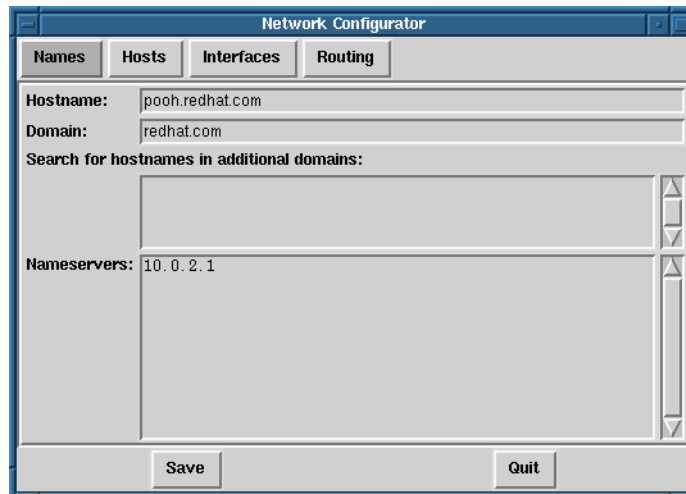 Network Configurator
Names Hosts Interfaces Routing
Hostname: pooh.redhat.com
Domain: redhat.com
Search for hostnames in additional domains:
Nameservers: 10.0.2.1
Save Quit